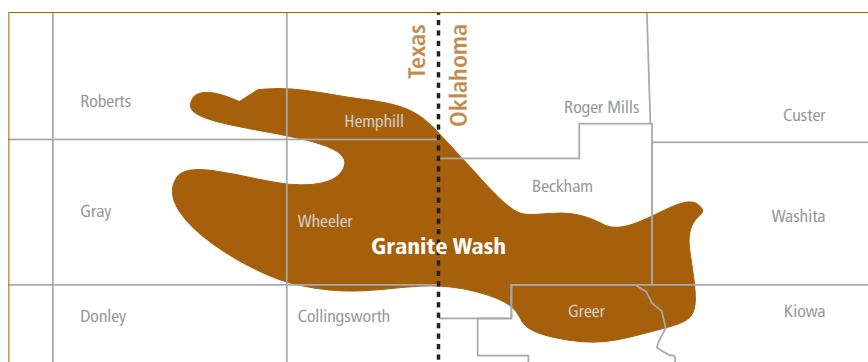 Texas
Oklahoma
Roberts
Hemphill
Roger Mills
Custer
Beckham
Gray
Wheeler
Washita
Granite Wash
Donley
Collingsworth
Greer
Kiowa